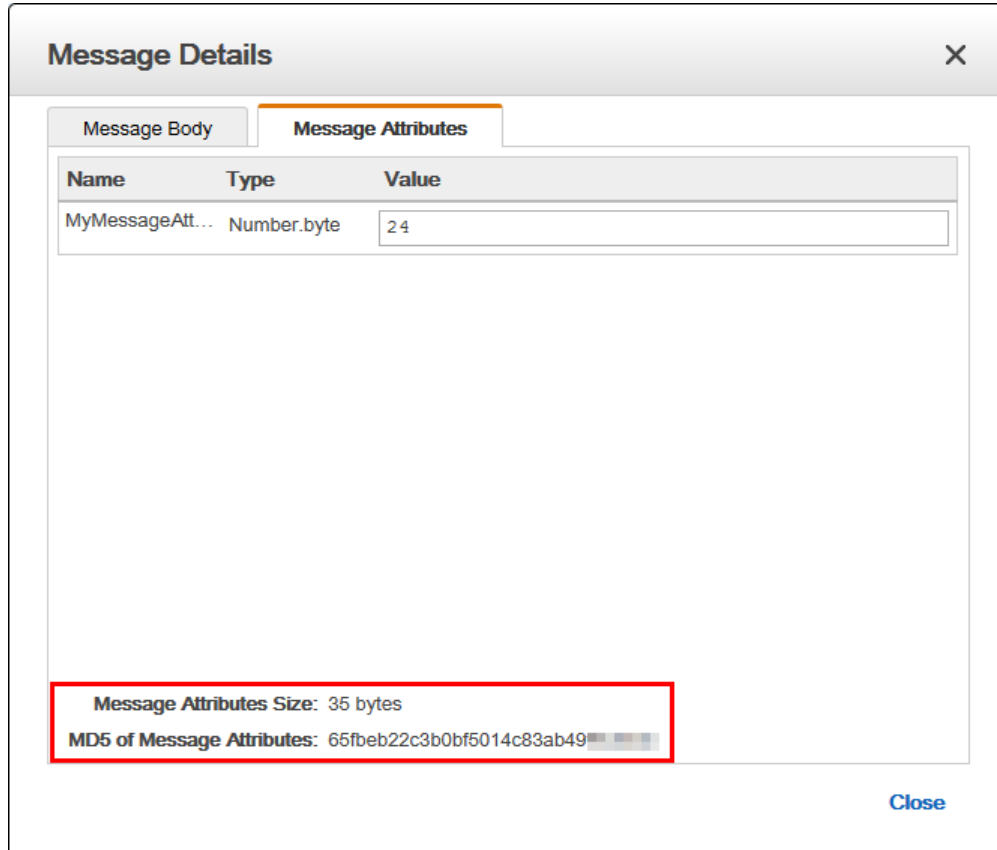 Message Details
Message Body Message Attributes
Name Type Value
MyMessageAtt... Number.byte 24
Message Attributes Size: 35 bytes
MD5 of Message Attributes: 65fbeb22c3b0bf5014c83ab49
Close